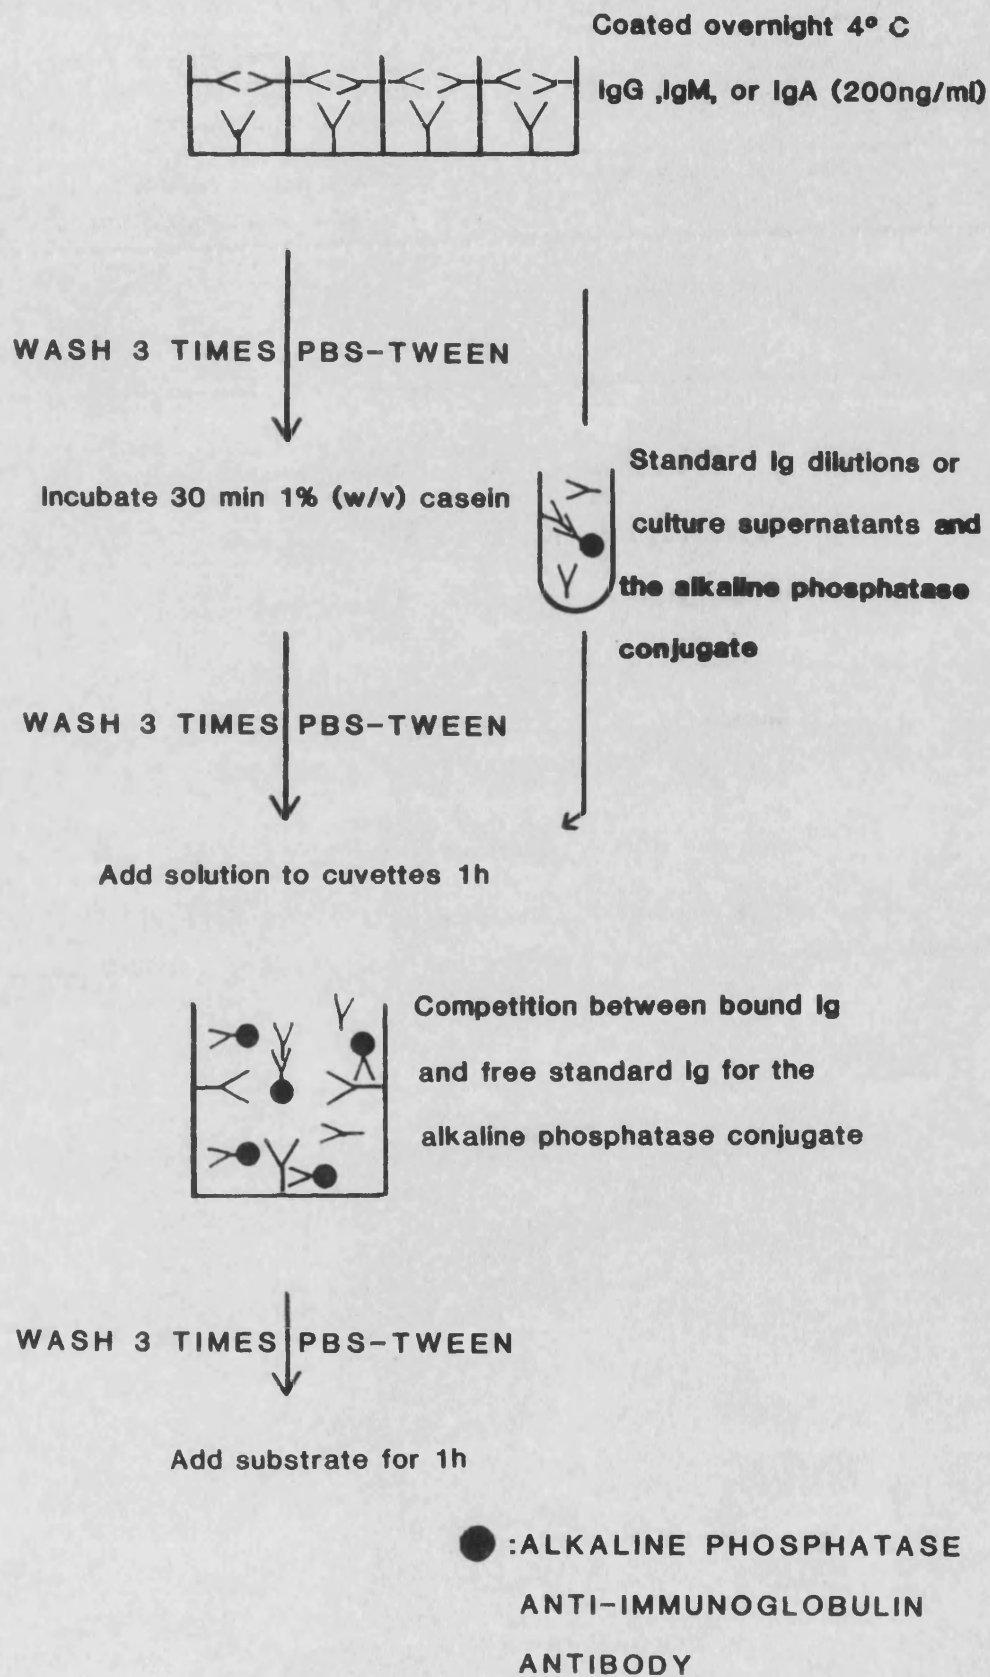 Coated overnight 4° C
IgG ,IgM, or IgA (200ng/ml)
WASH 3 TIMES PBS-TWEEN
Incubate 30 min 1% (w/v) casein
Standard Ig dilutions or
culture supernatants and
the alkaline phosphatase
conjugate
WASH 3 TIMES PBS-TWEEN
Add solution to cuvettes 1h
Competition between bound Ig
and free standard Ig for the
alkaline phosphatase conjugate
WASH 3 TIMES PBS-TWEEN
Add substrate for 1h
:ALKALINE PHOSPHATASE
ANTI-IMMUNOGLOBULIN
ANTIBODY